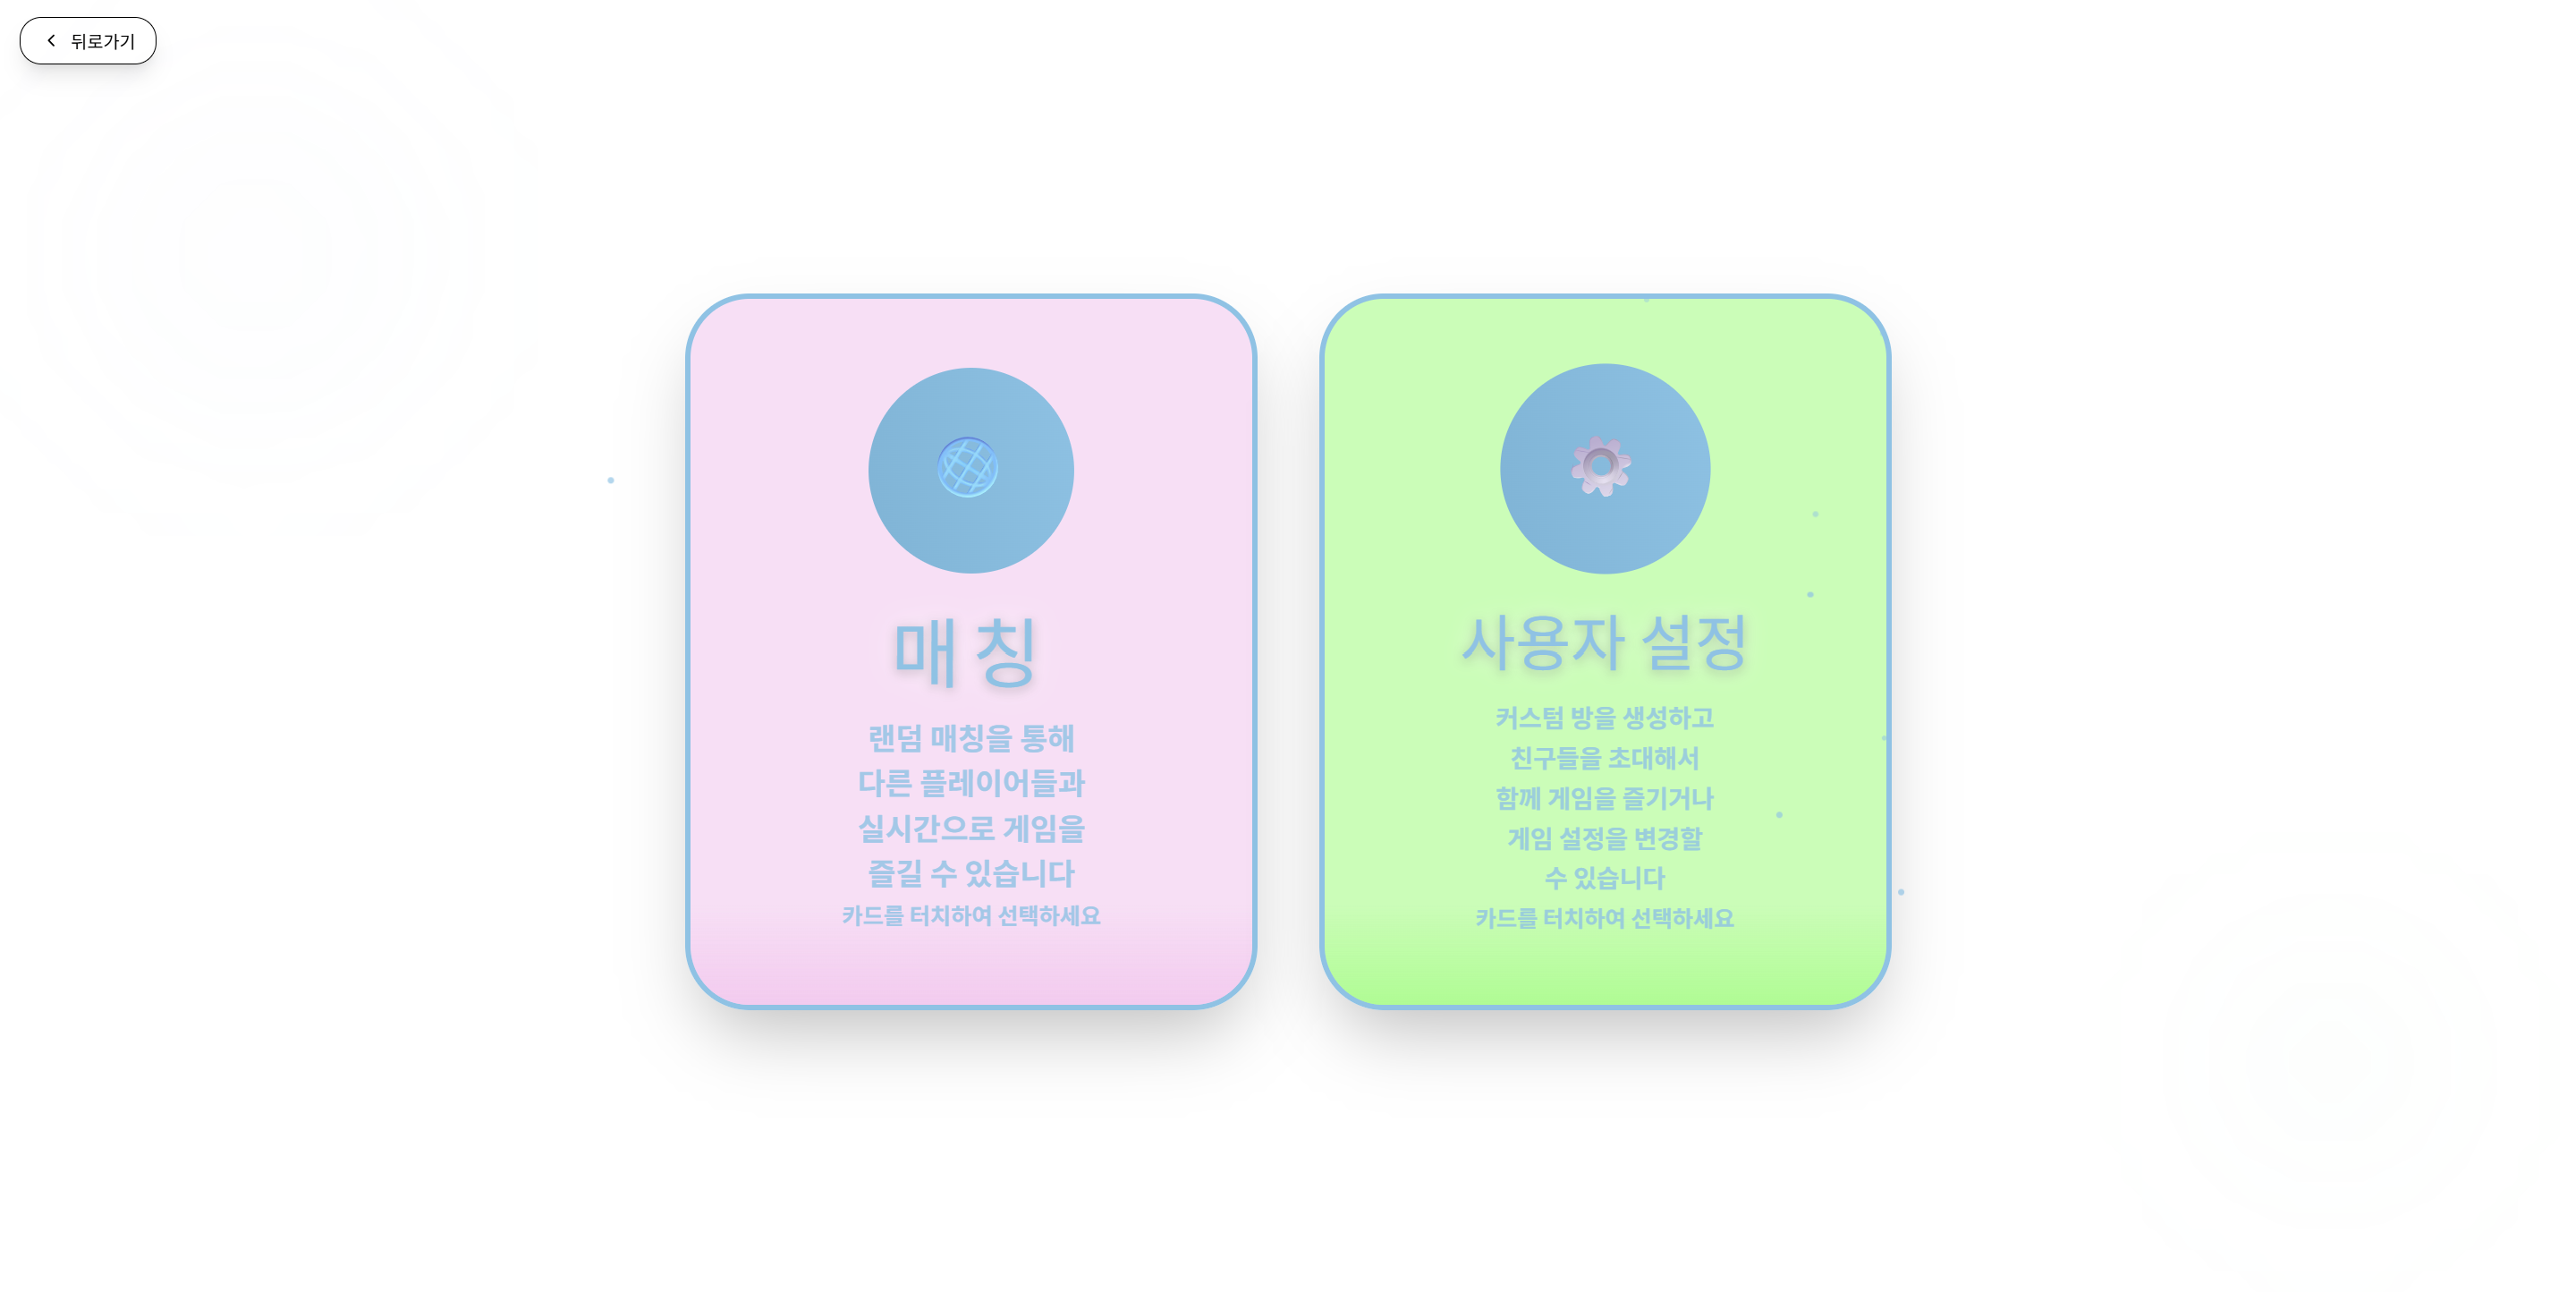 뒤로가기
매 칭
랜덤 매칭을 통해
다른 플레이어들과
실시간으로 게임을
즐길 수 있습니다
카드를 터치하여 선택하세요
사용자 설정
커스텀 방을 생성하고
친구들을 초대해서
함께 게임을 즐기거나
게임 설정을 변경할
수 있습니다
카드를 터치하여 선택하세요